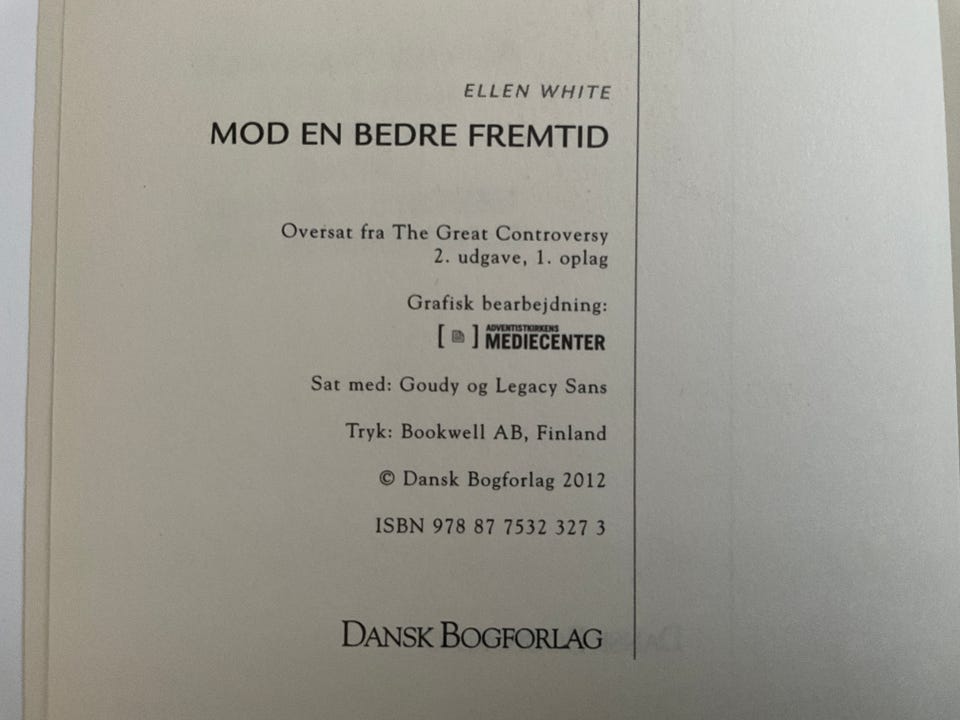 ELLEN WHITE
MOD EN BEDRE FREMTID
Oversat fra The Great Controversy
2. udgave, 1. oplag
Grafisk bearbejdning:
ADVENTISTKIRKENS
MEDIECENTER
Sat med: Goudy og Legacy Sans
Tryk: Bookwell AB, Finland
© Dansk Bogforlag 2012
ISBN 978 87 7532 327 3
DANSK BOGFORLAG